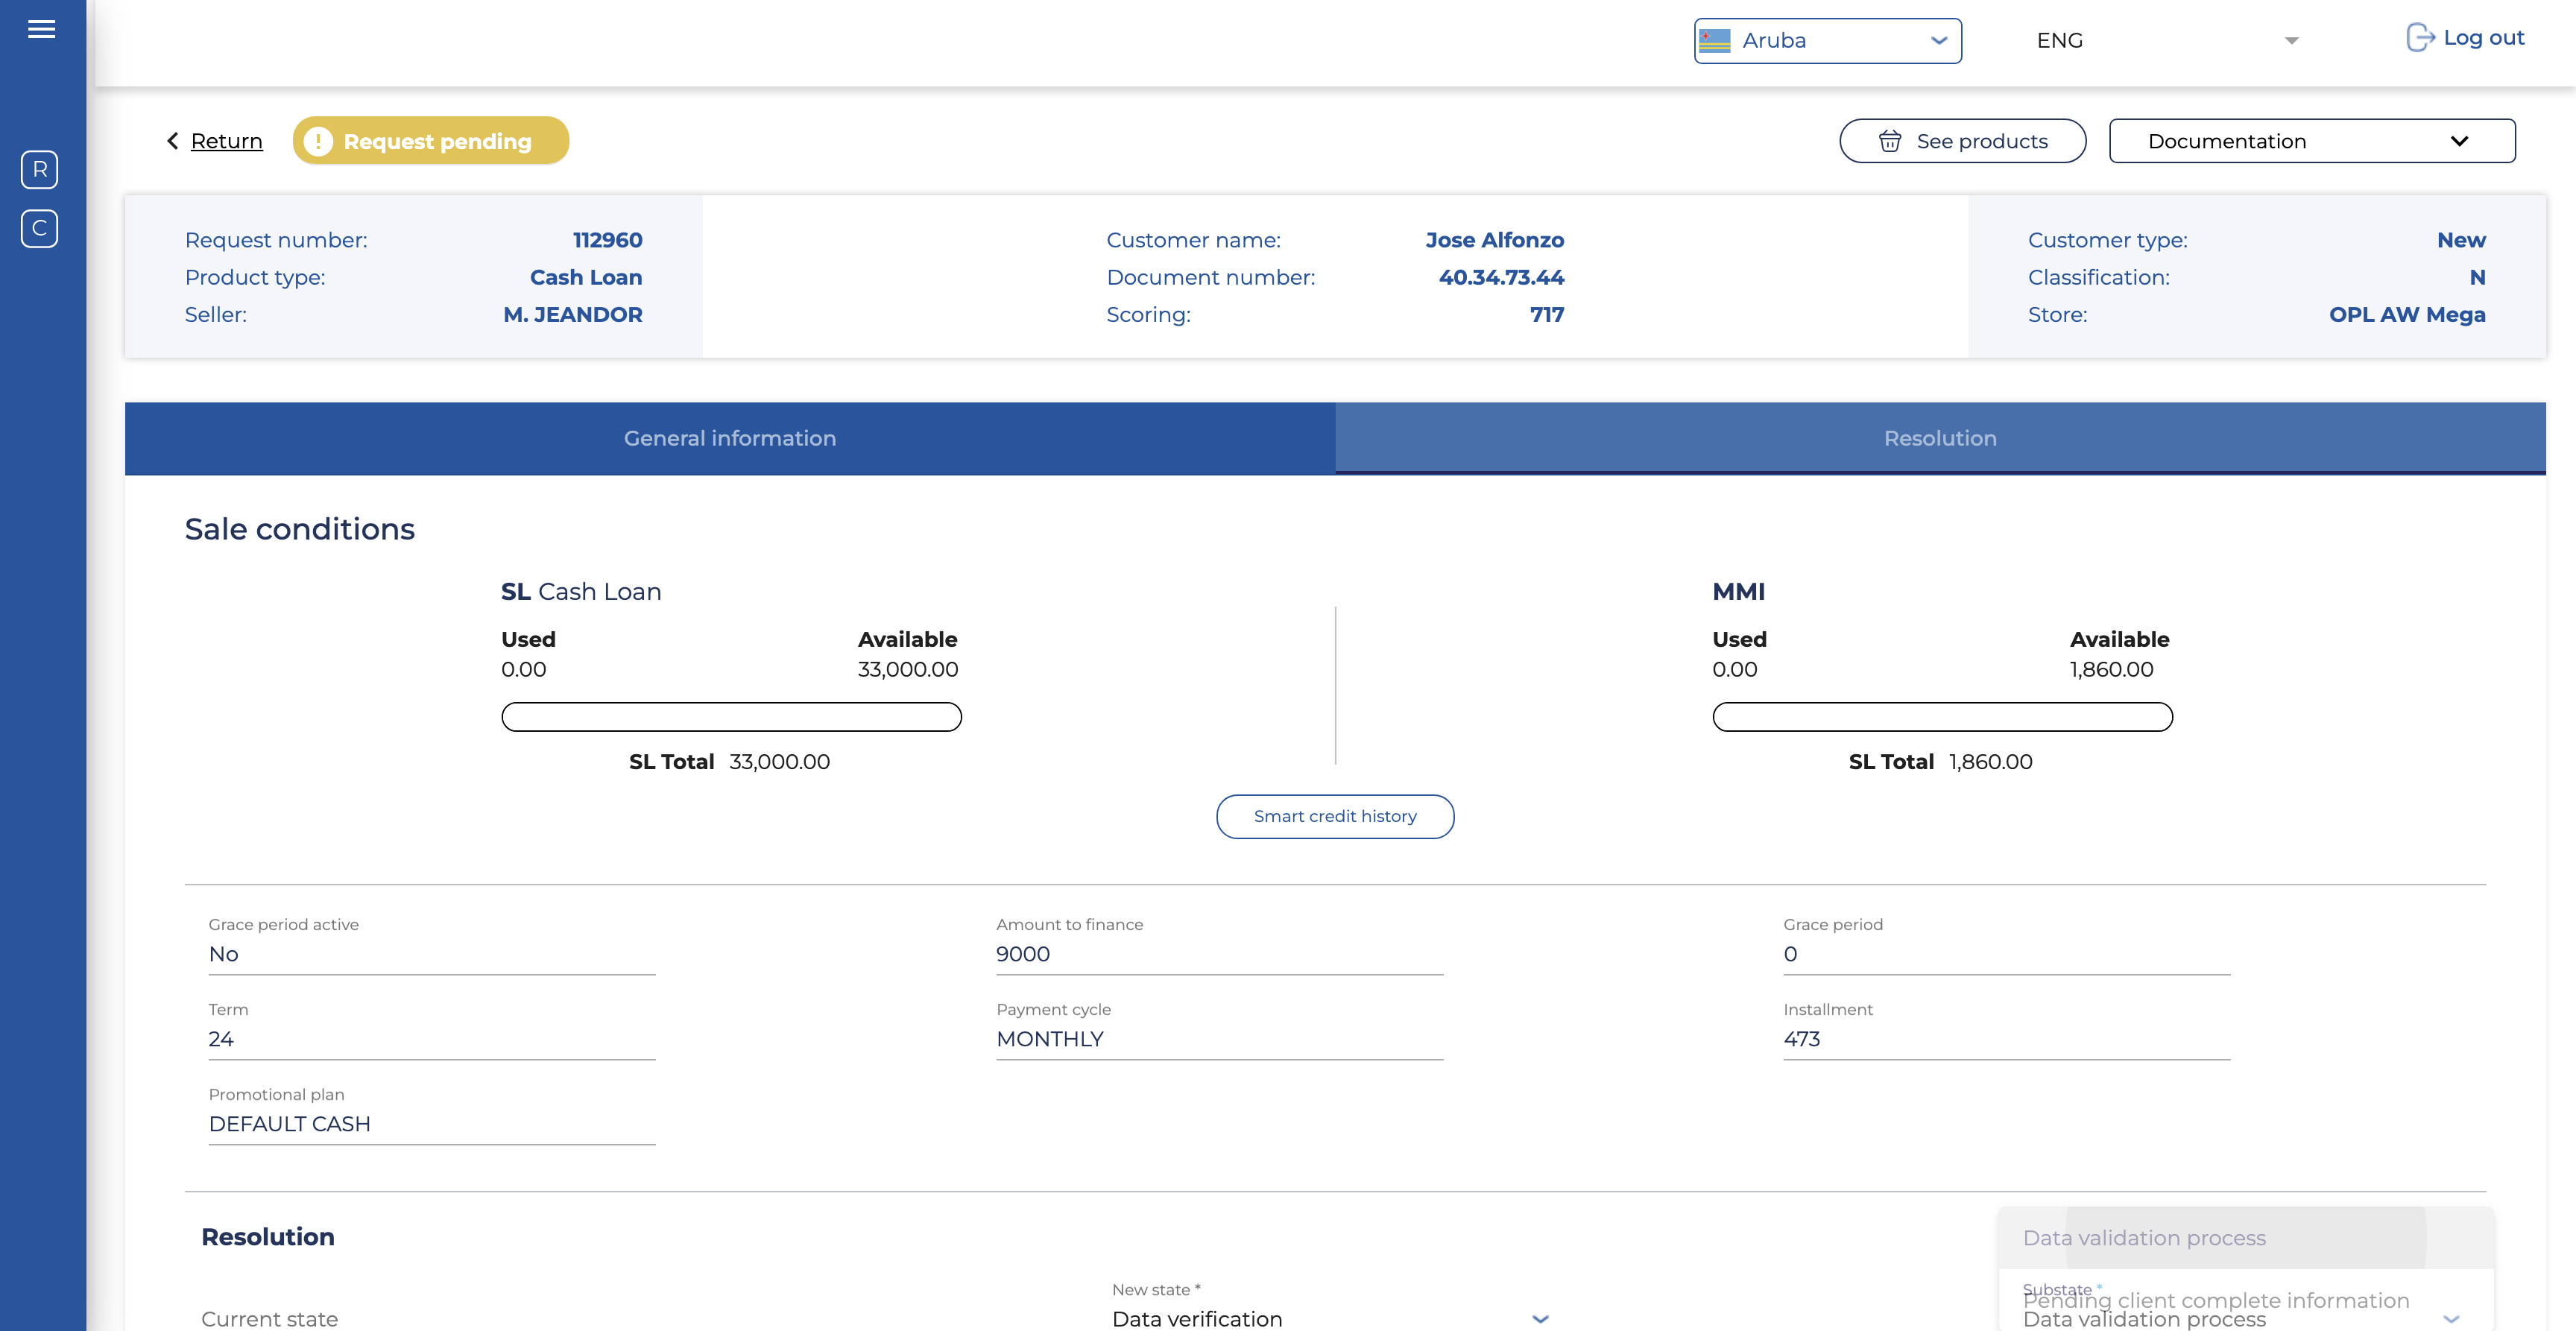 Aruba
ENG
Log out
R
C
Return
Request pending
See products
Documentation
Request number: 112960
Product type: Cash Loan
Seller: M. JEANDOR
Customer name: Jose Alfonzo
Document number: 40.34.73.44
Scoring: 717
Customer type: New
Classification: N
Store: OPL AW Mega
General information
Resolution
Sale conditions
SL Cash Loan
Used Available
0.00 33,000.00
SL Total 33,000.00
MMI
Used Available
0.00 1,860.00
SL Total 1,860.00
Smart credit history
Grace period active
No
Amount to finance
9000
Grace period
0
Term
24
Payment cycle
MONTHLY
Installment
473
Promotional plan
DEFAULT CASH
Resolution
Current state
New state *
Data verification
Data validation process
Substate *
Pending client complete information
Data validation process